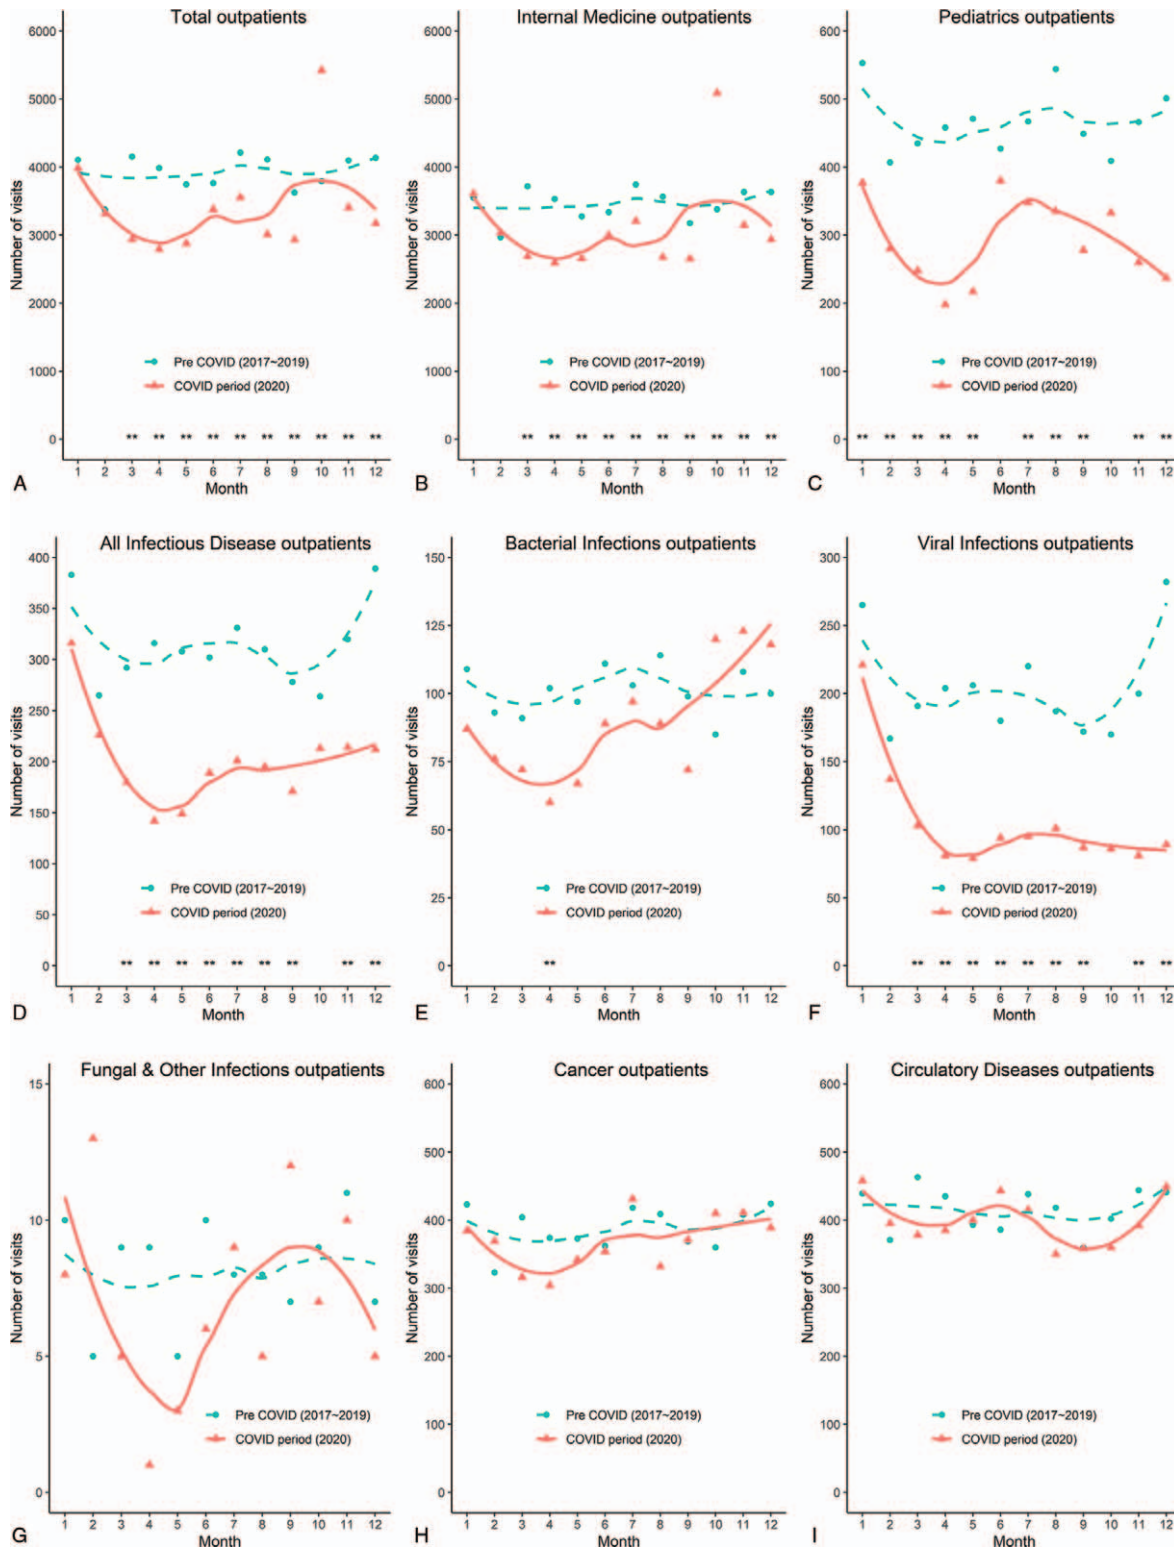 Total outpatients
Number of visits
6000
5000
4000
3000
2000
1000
0
Pre COVID (2017~2019)
COVID period (2020)
** ** ** ** ** ** ** ** ** **
1 2 3 4 5 6 7 8 9 10 11 12
Month
A
Internal Medicine outpatients
Number of visits
6000
5000
4000
3000
2000
1000
0
Pre COVID (2017~2019)
COVID period (2020)
** ** ** ** ** ** ** ** ** **
1 2 3 4 5 6 7 8 9 10 11 12
Month
B
Pediatrics outpatients
Number of visits
600
500
400
300
200
100
0
Pre COVID (2017~2019)
COVID period (2020)
** ** ** ** ** ** ** ** ** **
1 2 3 4 5 6 7 8 9 10 11 12
Month
C
All Infectious Disease outpatients
Number of visits
400
350
300
250
200
150
100
50
0
Pre COVID (2017~2019)
COVID period (2020)
** ** ** ** ** ** ** ** **
1 2 3 4 5 6 7 8 9 10 11 12
Month
D
Bacterial Infections outpatients
Number of visits
150
125
100
75
50
25
0
Pre COVID (2017~2019)
COVID period (2020)
**
1 2 3 4 5 6 7 8 9 10 11 12
Month
E
Viral Infections outpatients
Number of visits
300
250
200
150
100
50
0
Pre COVID (2017~2019)
COVID period (2020)
** ** ** ** ** ** ** ** **
1 2 3 4 5 6 7 8 9 10 11 12
Month
F
Fungal & Other Infections outpatients
Number of visits
15
10
5
0
Pre COVID (2017~2019)
COVID period (2020)
1 2 3 4 5 6 7 8 9 10 11 12
Month
G
Cancer outpatients
Number of visits
600
500
400
300
200
100
0
Pre COVID (2017~2019)
COVID period (2020)
1 2 3 4 5 6 7 8 9 10 11 12
Month
H
Circulatory Diseases outpatients
Number of visits
600
500
400
300
200
100
0
Pre COVID (2017~2019)
COVID period (2020)
1 2 3 4 5 6 7 8 9 10 11 12
Month
I